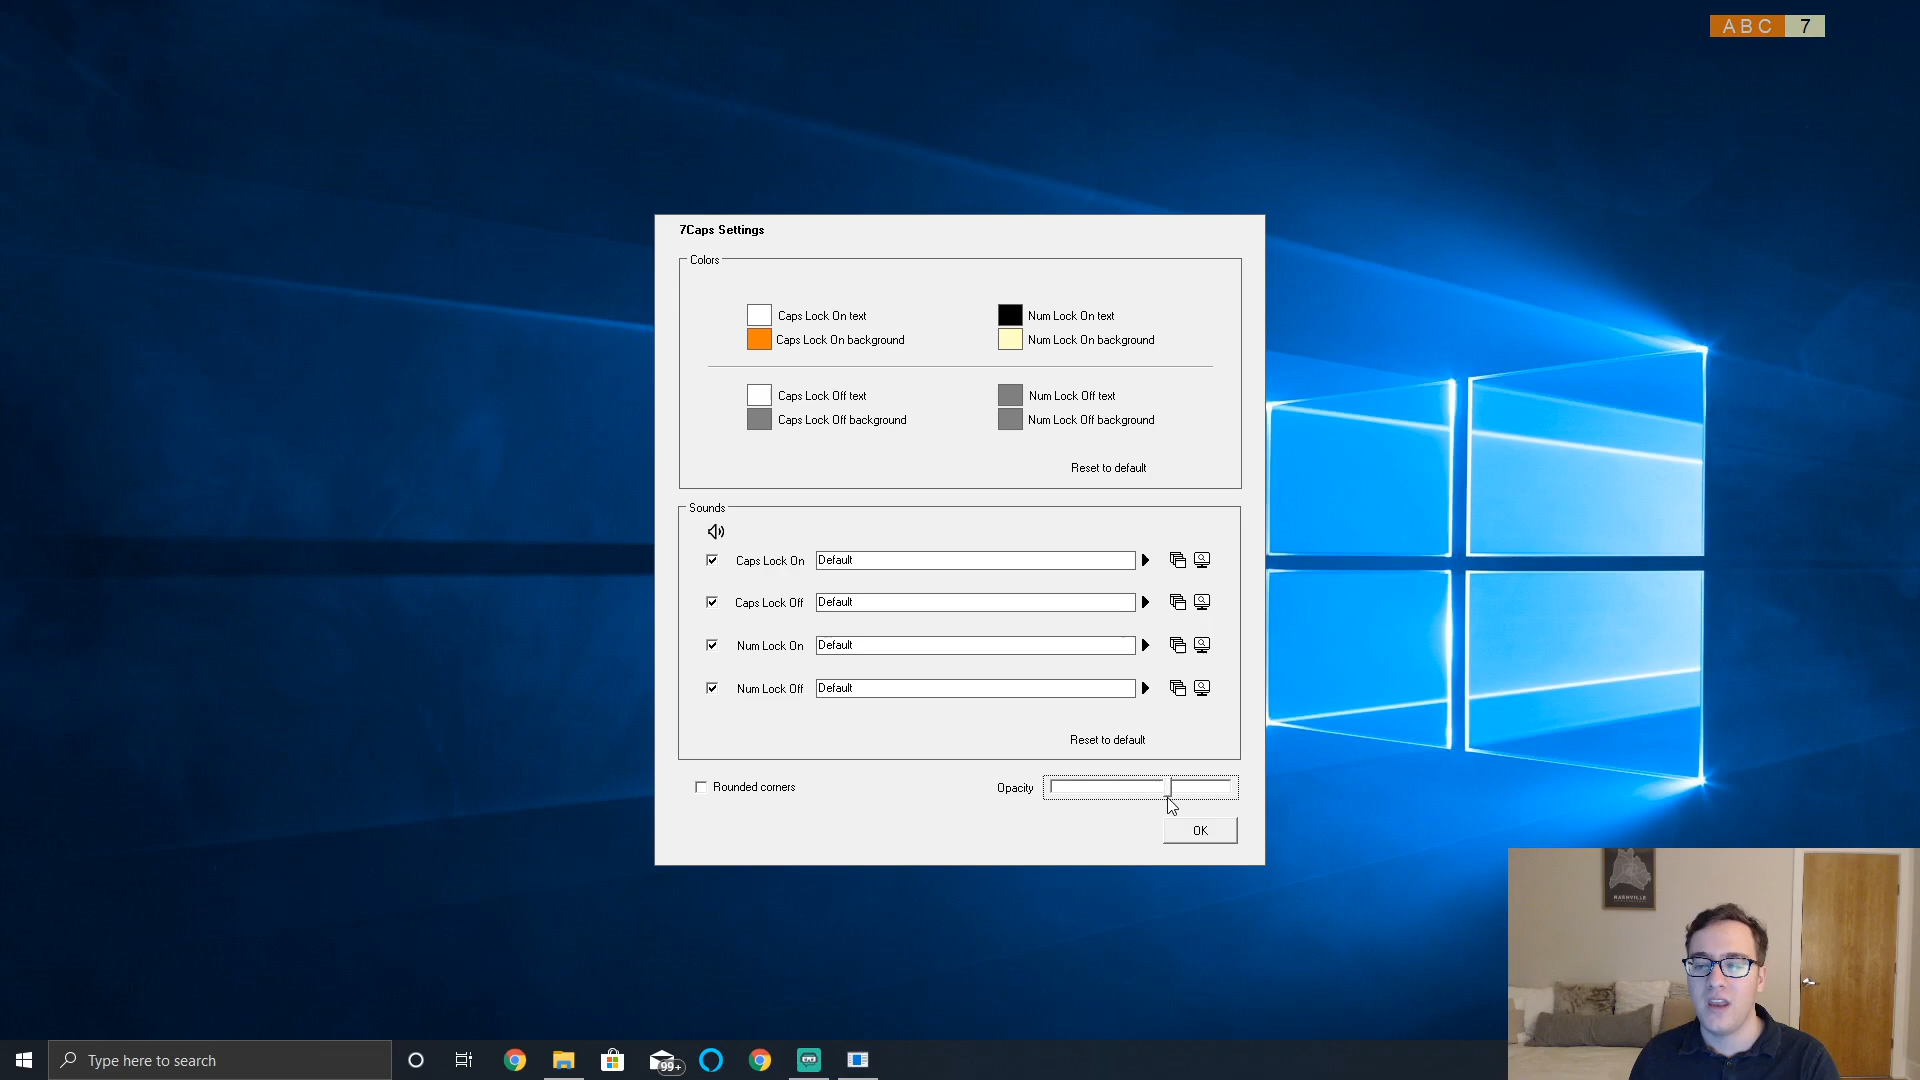 ABC 7
7Caps Settings
Colors
Caps Lock On text
Num Lock On text
Caps Lock On background
Num Lock On background
Caps Lock Off text
Num Lock Off text
Caps Lock Off background
Num Lock Off background
Reset to default
Sounds
Caps Lock On Default
Caps Lock Off Default
Num Lock On Default
Num Lock Off Default
Reset to default
Rounded corners
Opacity
OK
NASHVILLE
Type here to search
99+